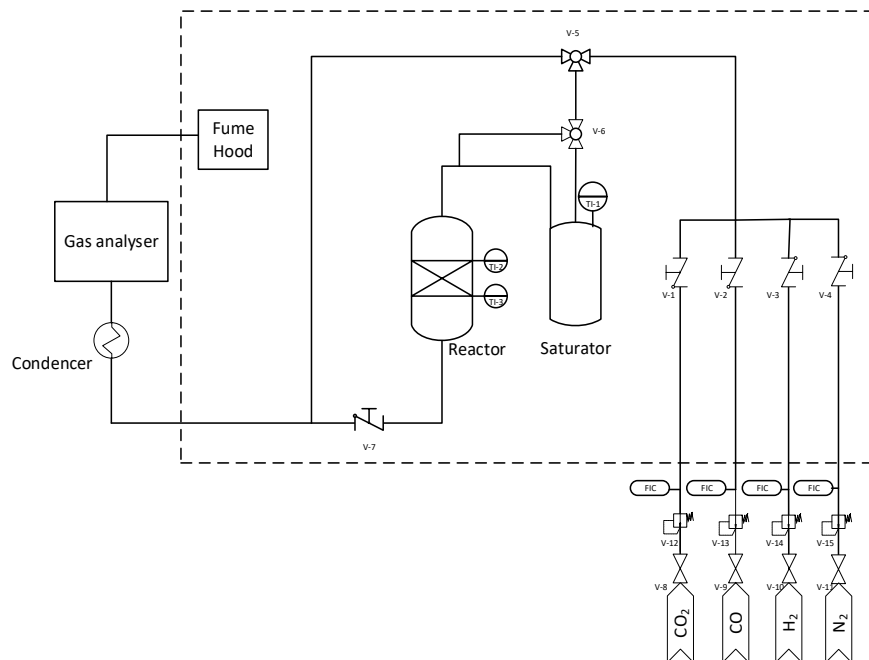 V-5
Fume
Hood
V-6
TI-1
Gas analyser
TI-2
TI-3
V-1
V-2
V-3
V-4
Reactor
Saturator
Condencer
V-7
FIC
FIC
FIC
FIC
V-12
V-13
V-14
V-15
V-8
V-9
V-10
V-11
CO₂
CO
H₂
N₂